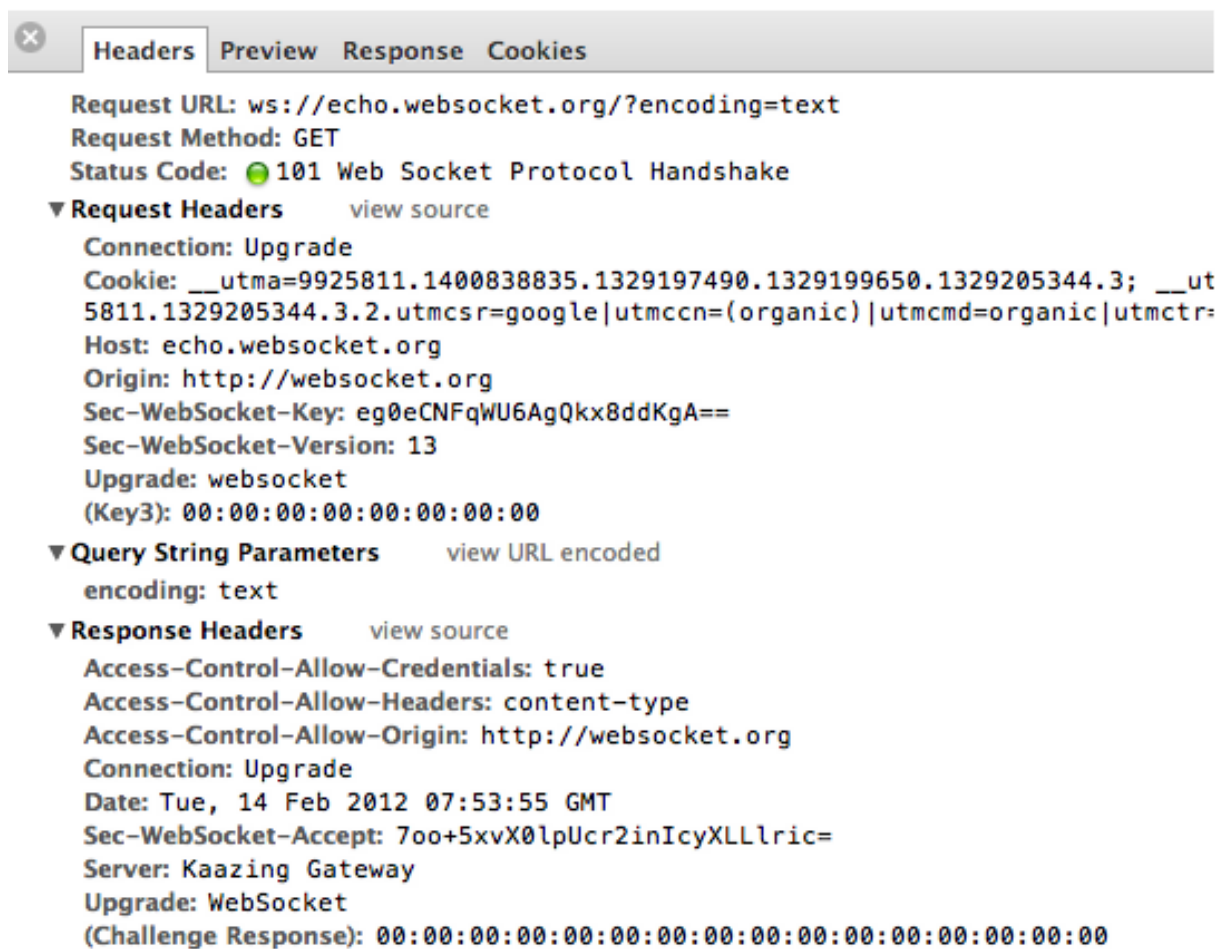 Headers Preview Response Cookies
Request URL: ws://echo.websocket.org/?encoding=text
Request Method: GET
Status Code: 101 Web Socket Protocol Handshake
Request Headers view source
Connection: Upgrade
Cookie: __utma=9925811.1400838835.1329197490.1329199650.1329205344.3; __ut
5811.1329205344.3.2.utmcsr=google|utmccn=(organic)|utmcmd=organic|utmctr=
Host: echo.websocket.org
Origin: http://websocket.org
Sec-WebSocket-Key: eg0eCNFqWU6AgQkx8ddKgA==
Sec-WebSocket-Version: 13
Upgrade: websocket
(Key3): 00:00:00:00:00:00:00:00
Query String Parameters view URL encoded
encoding: text
Response Headers view source
Access-Control-Allow-Credentials: true
Access-Control-Allow-Headers: content-type
Access-Control-Allow-Origin: http://websocket.org
Connection: Upgrade
Date: Tue, 14 Feb 2012 07:53:55 GMT
Sec-WebSocket-Accept: 7oo+5xvX0lpUcr2inIcyXLLlric=
Server: Kaazing Gateway
Upgrade: WebSocket
(Challenge Response): 00:00:00:00:00:00:00:00:00:00:00:00:00:00:00:00